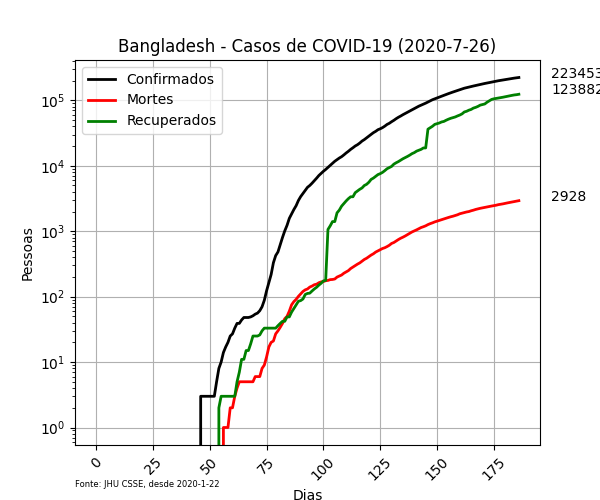 Bangladesh - Casos de COVID-19 (2020-7-26)
Confirmados
Mortes
Recuperados
223453
123882
2928
Pessoas
10⁵
10⁴
10³
10²
10¹
10⁰
0 25 50 75 100 125 150 175
Fonte: JHU CSSE, desde 2020-1-22
Dias